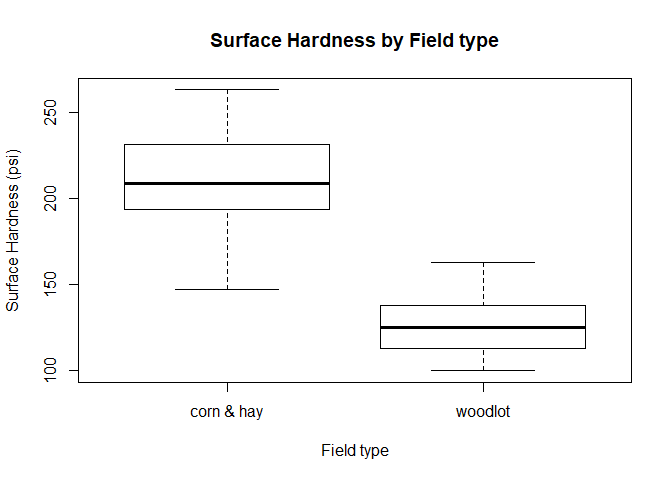 Surface Hardness by Field type
Surface Hardness (psi)
250
200
150
100
corn & hay
woodlot
Field type